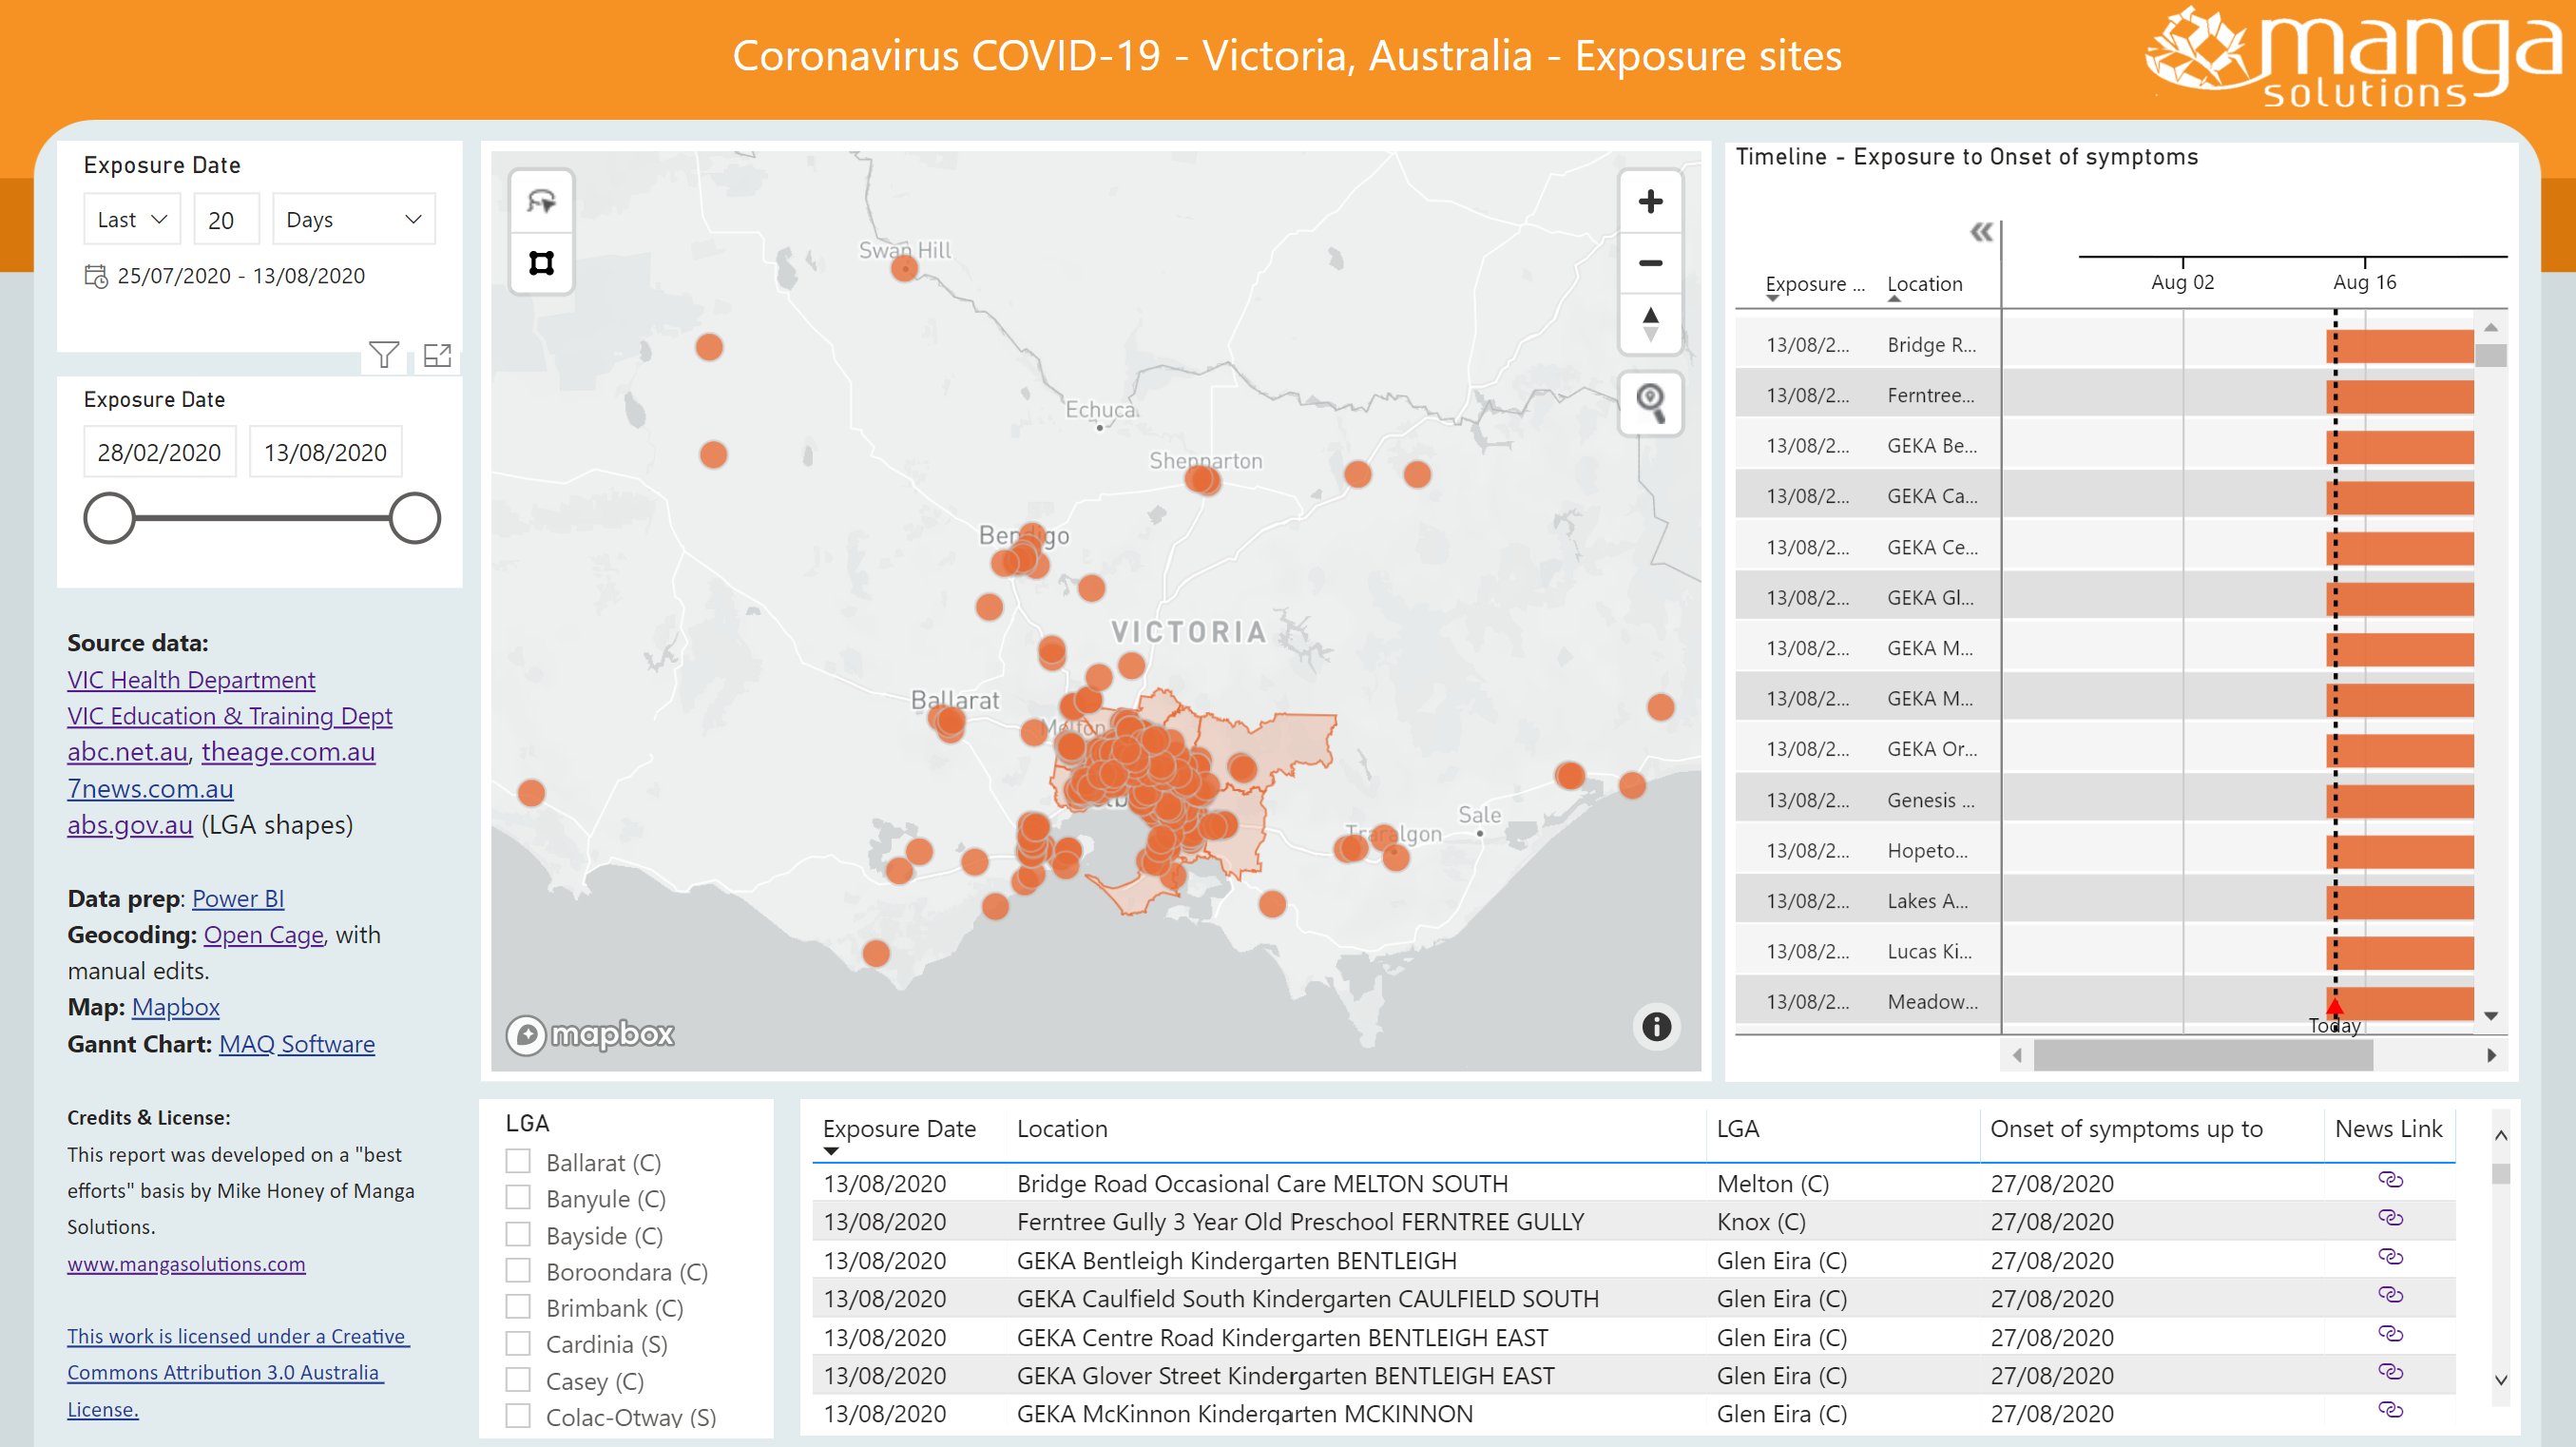 Coronavirus COVID-19 - Victoria, Australia - Exposure sites
manga
solutions
Exposure Date
Last 20 Days
25/07/2020 - 13/08/2020
Exposure Date
28/02/2020 13/08/2020
Source data:
VIC Health Department
VIC Education & Training Dept
abc.net.au, theage.com.au
7news.com.au
abs.gov.au (LGA shapes)
Data prep: Power BI
Geocoding: Open Cage, with
manual edits.
Map: Mapbox
Gannt Chart: MAQ Software
Credits & License:
This report was developed on a "best
efforts" basis by Mike Honey of Manga
Solutions.
www.mangasolutions.com
This work is licensed under a Creative
Commons Attribution 3.0 Australia
License.
Swan Hill
Echuca
Shepparton
Bendigo
VICTORIA
Ballarat
Melton
Sale
Traralgon
mapbox
Timeline - Exposure to Onset of symptoms
Aug 02 Aug 16
Exposure ... Location
13/08/2... Bridge R...
13/08/2... Ferntree...
13/08/2... GEKA Be...
13/08/2... GEKA Ca...
13/08/2... GEKA Ce...
13/08/2... GEKA Gl...
13/08/2... GEKA M...
13/08/2... GEKA M...
13/08/2... GEKA Or...
13/08/2... Genesis ...
13/08/2... Hopeto...
13/08/2... Lakes A...
13/08/2... Lucas Ki...
13/08/2... Meadow...
Today
LGA
Ballarat (C)
Banyule (C)
Bayside (C)
Boroondara (C)
Brimbank (C)
Cardinia (S)
Casey (C)
Colac-Otway (S)
Exposure Date Location LGA Onset of symptoms up to News Link
13/08/2020 Bridge Road Occasional Care MELTON SOUTH Melton (C) 27/08/2020
13/08/2020 Ferntree Gully 3 Year Old Preschool FERNTREE GULLY Knox (C) 27/08/2020
13/08/2020 GEKA Bentleigh Kindergarten BENTLEIGH Glen Eira (C) 27/08/2020
13/08/2020 GEKA Caulfield South Kindergarten CAULFIELD SOUTH Glen Eira (C) 27/08/2020
13/08/2020 GEKA Centre Road Kindergarten BENTLEIGH EAST Glen Eira (C) 27/08/2020
13/08/2020 GEKA Glover Street Kindergarten BENTLEIGH EAST Glen Eira (C) 27/08/2020
13/08/2020 GEKA McKinnon Kindergarten MCKINNON Glen Eira (C) 27/08/2020